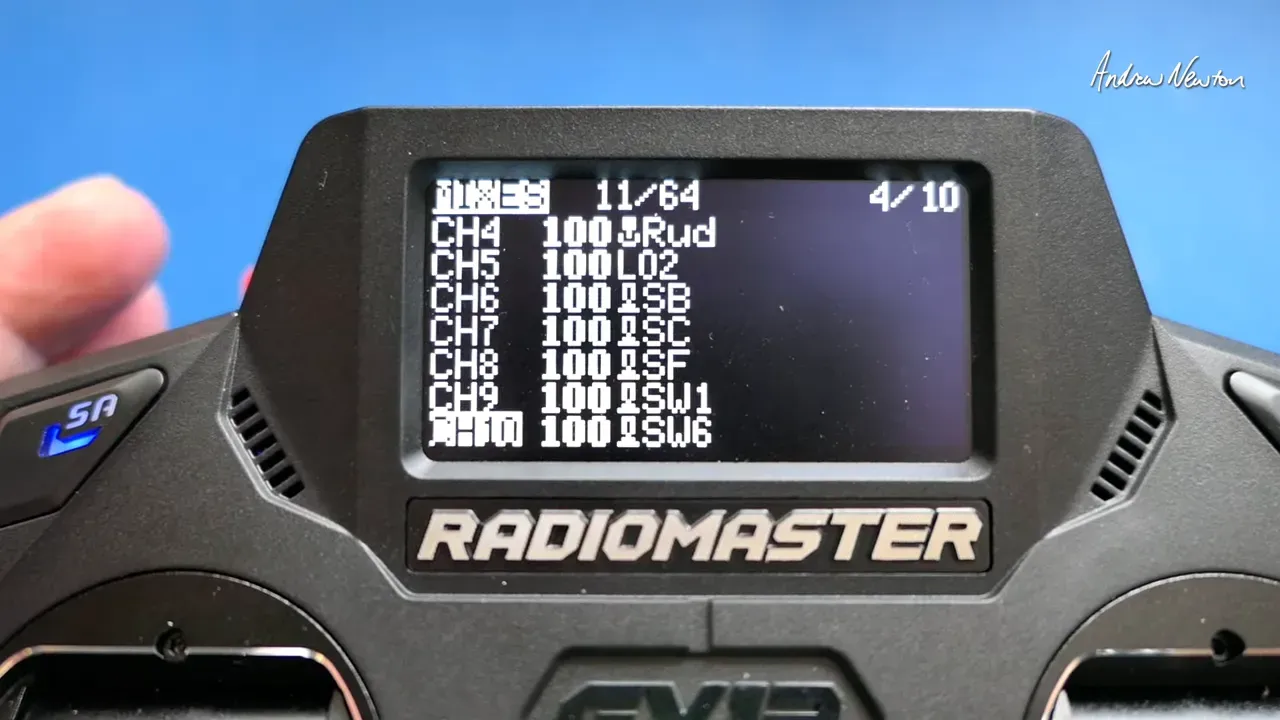 Andrew Newton
MIXES 11/64 4/10
CH4 100 Rud
CH5 100 L02
CH6 100 SB
CH7 100 SC
CH8 100 SF
CH9 100 SW1
100 SW6
SA
RADIOMASTER